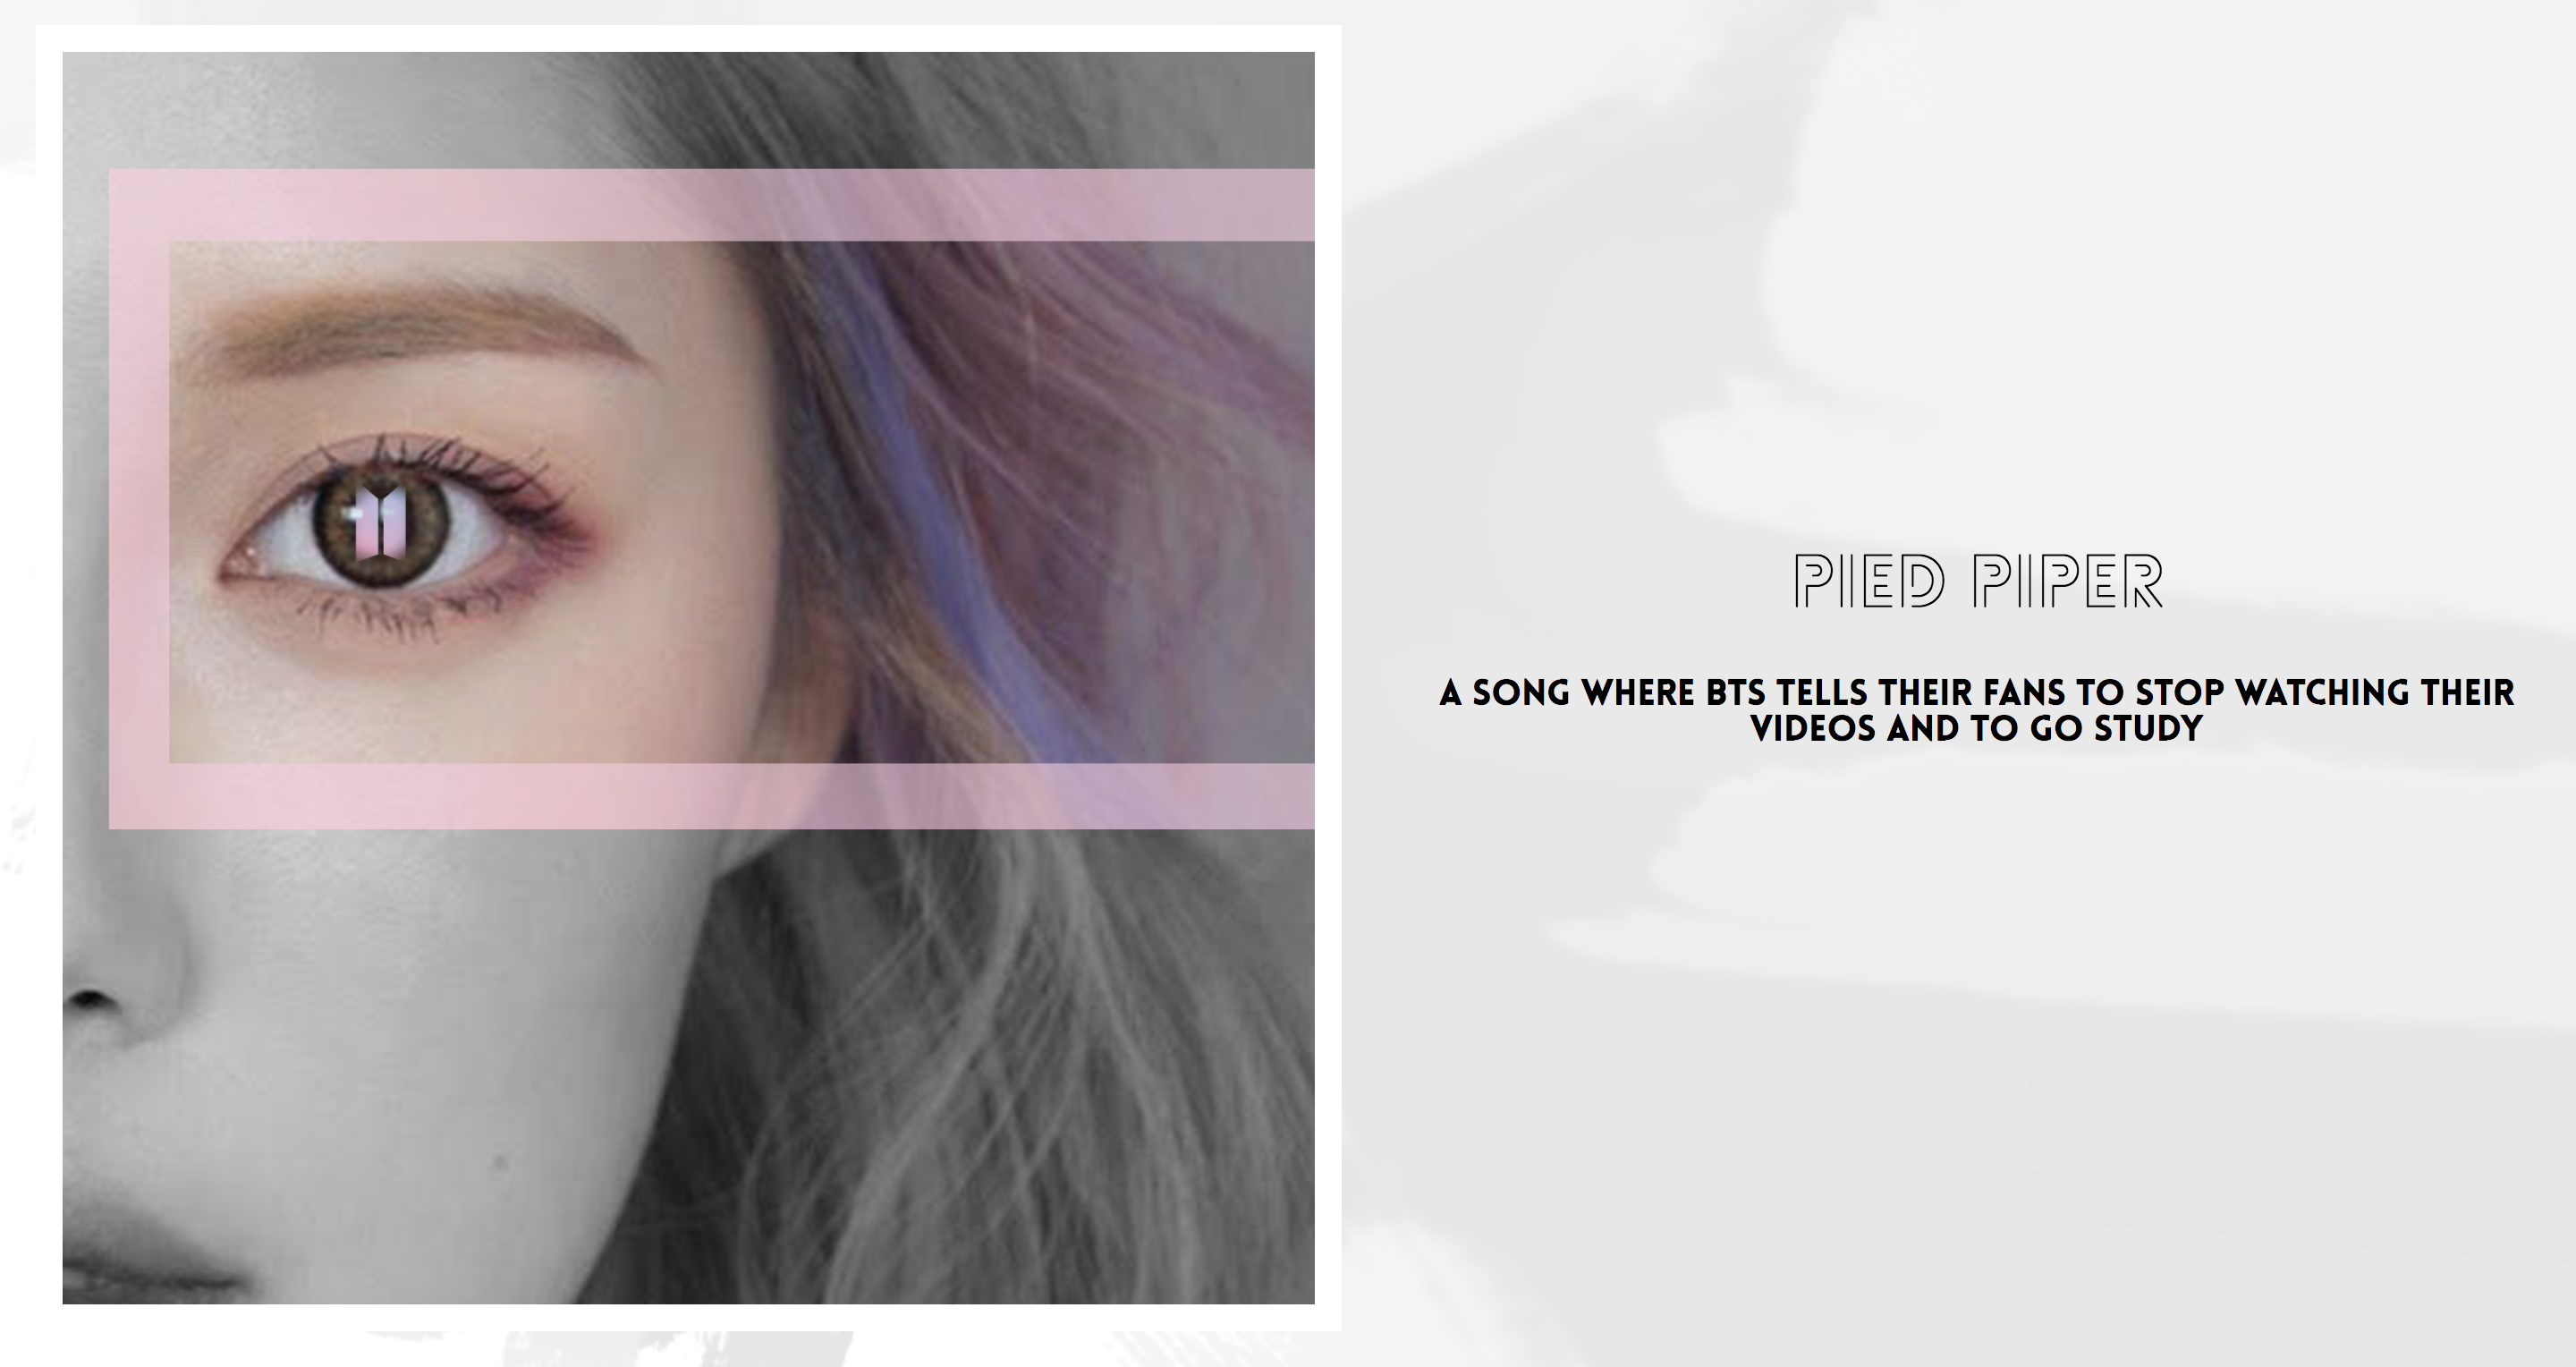 PIED PIPER
A SONG WHERE BTS TELLS THEIR FANS TO STOP WATCHING THEIR
VIDEOS AND TO GO STUDY